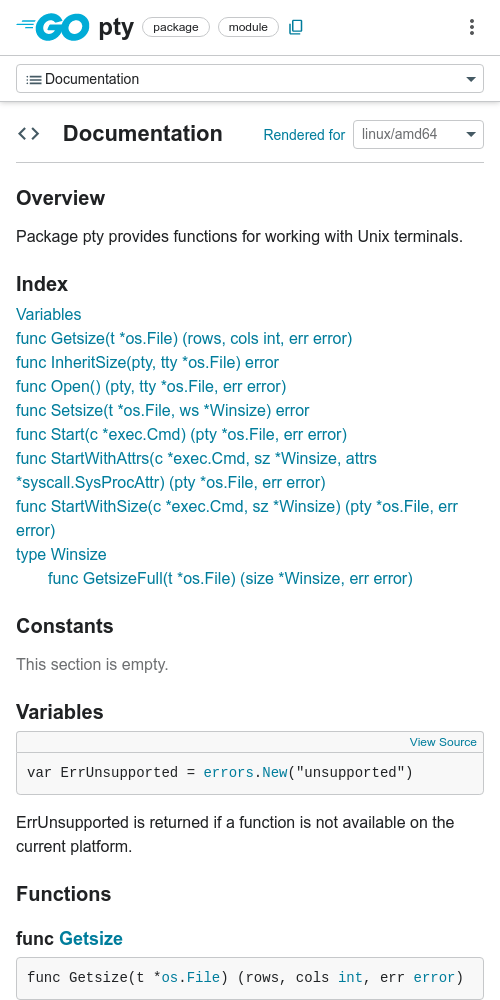 GO pty package module
Documentation
Documentation Rendered for linux/amd64
Overview
Package pty provides functions for working with Unix terminals.
Index
Variables
func Getsize(t *os.File) (rows, cols int, err error)
func InheritSize(pty, tty *os.File) error
func Open() (pty, tty *os.File, err error)
func Setsize(t *os.File, ws *Winsize) error
func Start(c *exec.Cmd) (pty *os.File, err error)
func StartWithAttrs(c *exec.Cmd, sz *Winsize, attrs
*syscall.SysProcAttr) (pty *os.File, err error)
func StartWithSize(c *exec.Cmd, sz *Winsize) (pty *os.File, err
error)
type Winsize
func GetsizeFull(t *os.File) (size *Winsize, err error)
Constants
This section is empty.
Variables
View Source
var ErrUnsupported = errors.New("unsupported")
ErrUnsupported is returned if a function is not available on the
current platform.
Functions
func Getsize
func Getsize(t *os.File) (rows, cols int, err error)